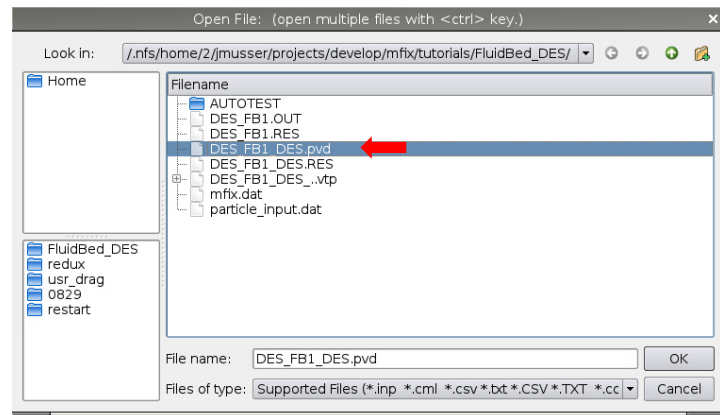 Open File: (open multiple files with <ctrl> key.)
Look in: /.nfs/home/2/jmusser/projects/develop/mfix/tutorials/FluidBed_DES/
Home
Filename
AUTOTEST
DES_FB1.OUT
DES_FB1.RES
DES_FB1_DES.pvd
DES_FB1_DES.RES
DES_FB1_DES_..vtp
mfix.dat
particle_input.dat
FluidBed_DES
redux
usr_drag
0829
restart
File name: DES_FB1_DES.pvd OK
Files of type: Supported Files (*.inp *.cml *.csv *.txt *.CSV *.TXT *.cc Cancel